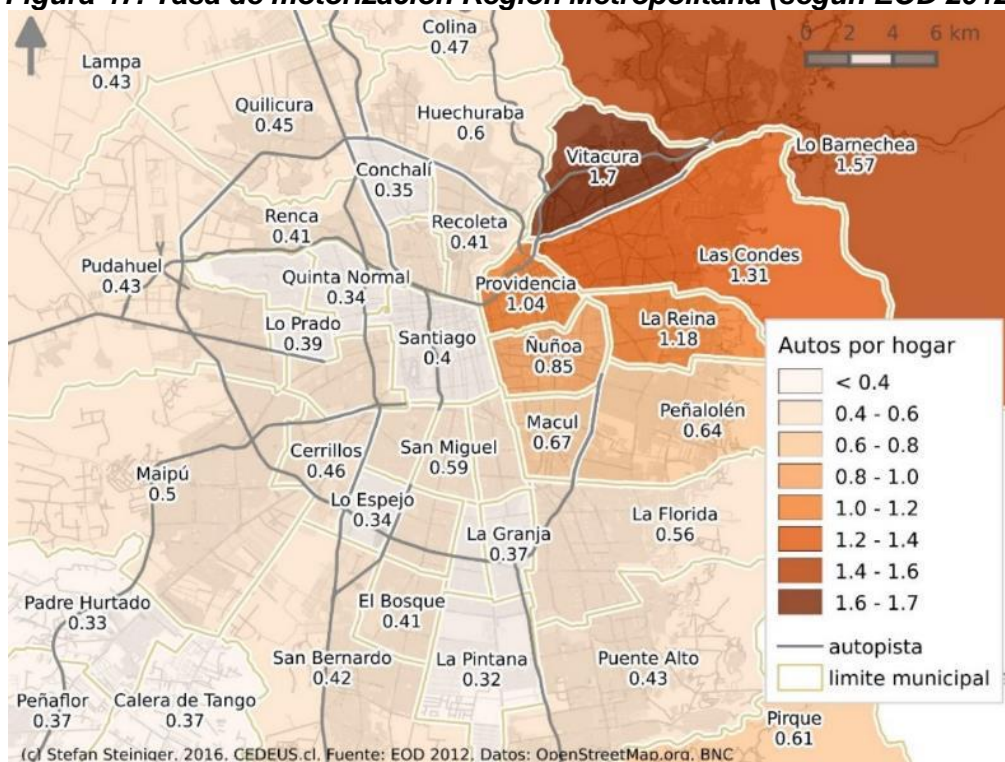 Figura 17: Tasa de motorización Región Metropolitana (según EOD 2012
Colina
0.47
0 2 4 6 km
Lampa
0.43
Quilicura
0.45
Huechuraba
0.6
Vitacura
1.7
Lo Barnechea
1.57
Conchalí
0.35
Renca
0.41
Recoleta
0.41
Las Condes
1.31
Pudahuel
0.43
Quinta Normal
0.34
Providencia
1.04
Lo Prado
0.39
Santiago
0.4
Ñuñoa
0.85
La Reina
1.18
Macul
0.67
Peñalolén
0.64
Cerrillos
0.46
San Miguel
0.59
Maipú
0.5
Lo Espejo
0.34
La Granja
0.37
La Florida
0.56
Padre Hurtado
0.33
El Bosque
0.41
San Bernardo
0.42
La Pintana
0.32
Puente Alto
0.43
Peñaflor
0.37
Calera de Tango
0.37
Pirque
0.61
Autos por hogar
< 0.4
0.4 - 0.6
0.6 - 0.8
0.8 - 1.0
1.0 - 1.2
1.2 - 1.4
1.4 - 1.6
1.6 - 1.7
autopista
limite municipal
(c) Stefan Steiniger, 2016, CEDEUS.cl, Fuente: EOD 2012, Datos: OpenStreetMap.org, BNC